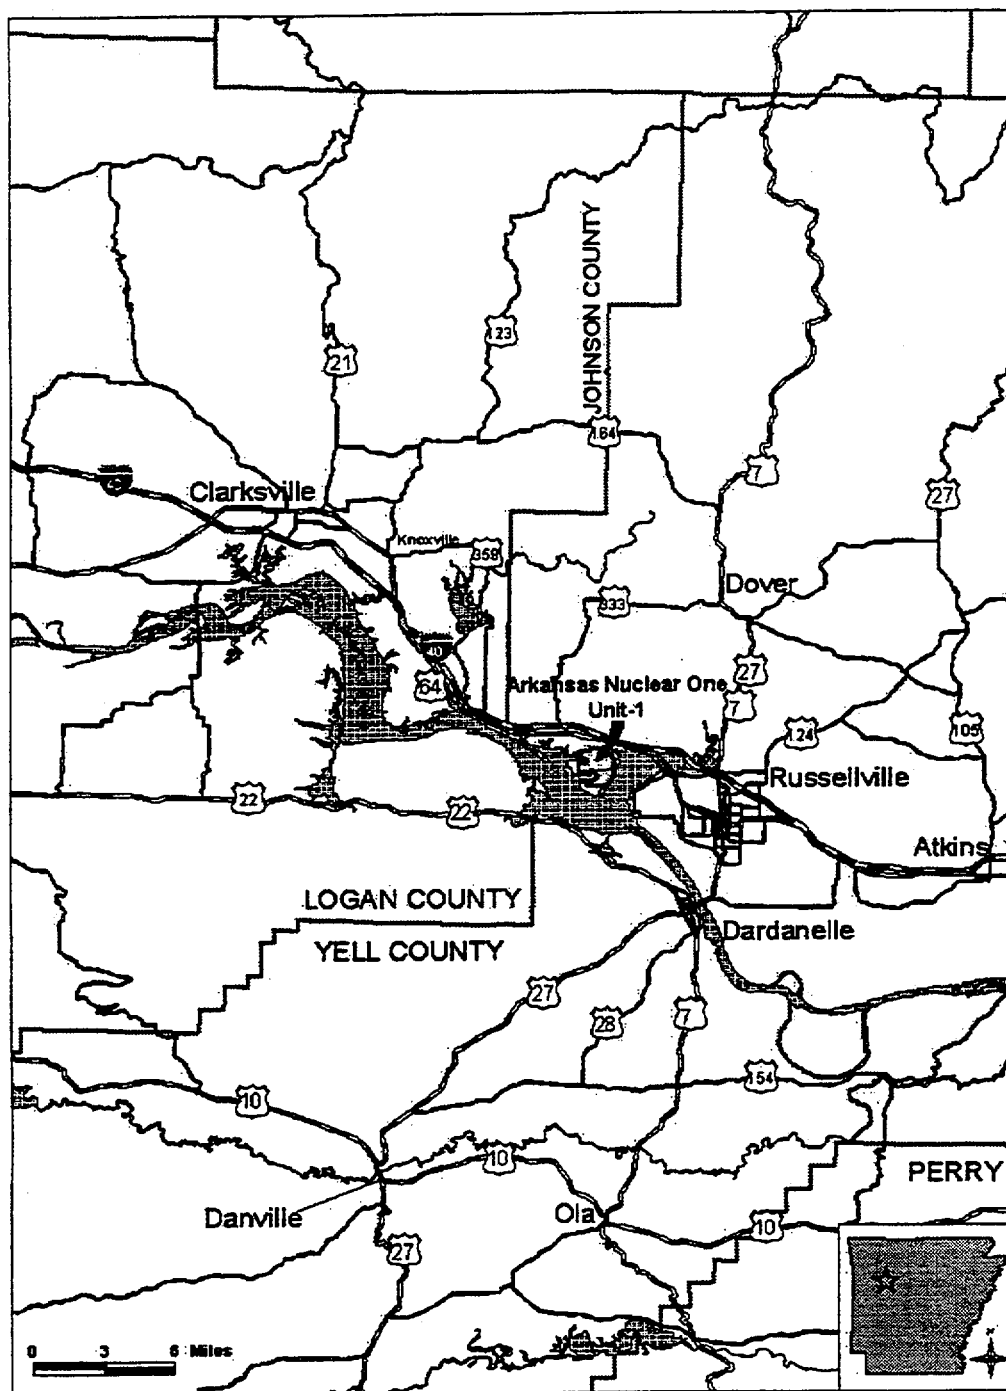 JOHNSON COUNTY
123
21
164
7
27
Clarksville
Knoxville
359
Dover
333
27
64
7
Arkansas Nuclear One
Unit-1
124
105
Russellville
22
22
Atkins
LOGAN COUNTY
YELL COUNTY
Dardanelle
27
28
7
154
10
10
PERRY
Danville
Ola
10
27
0 3 6 Miles